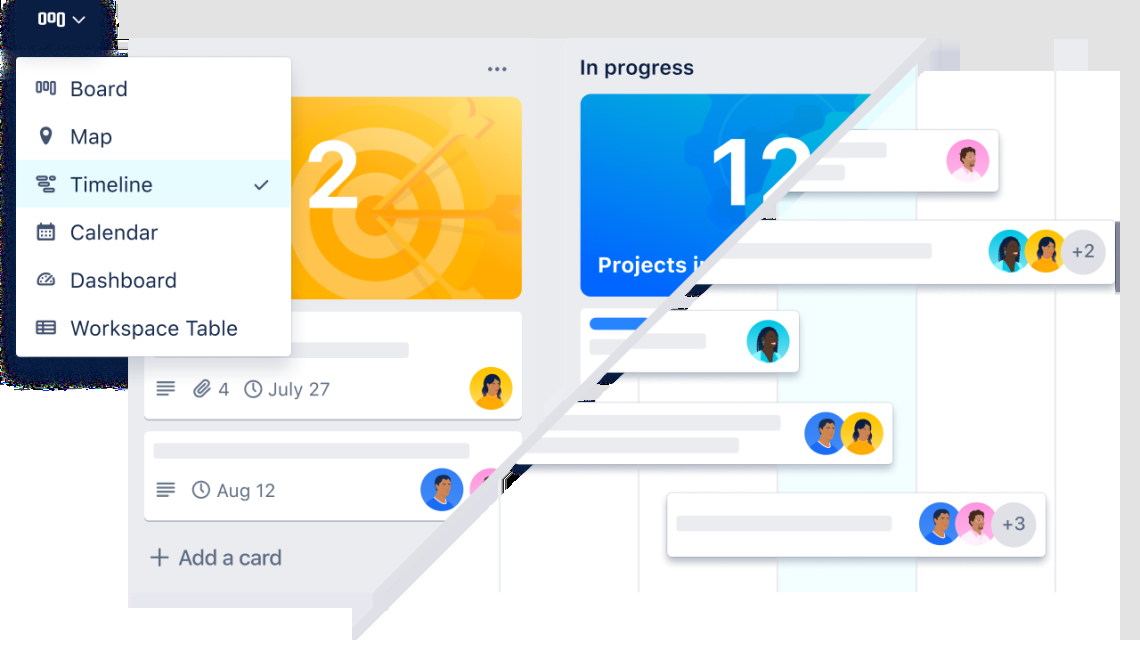 Board
Map
Timeline
Calendar
Dashboard
Workspace Table
2
4
July 27
Aug 12
Add a card
In progress
12
Projects
+2
+3